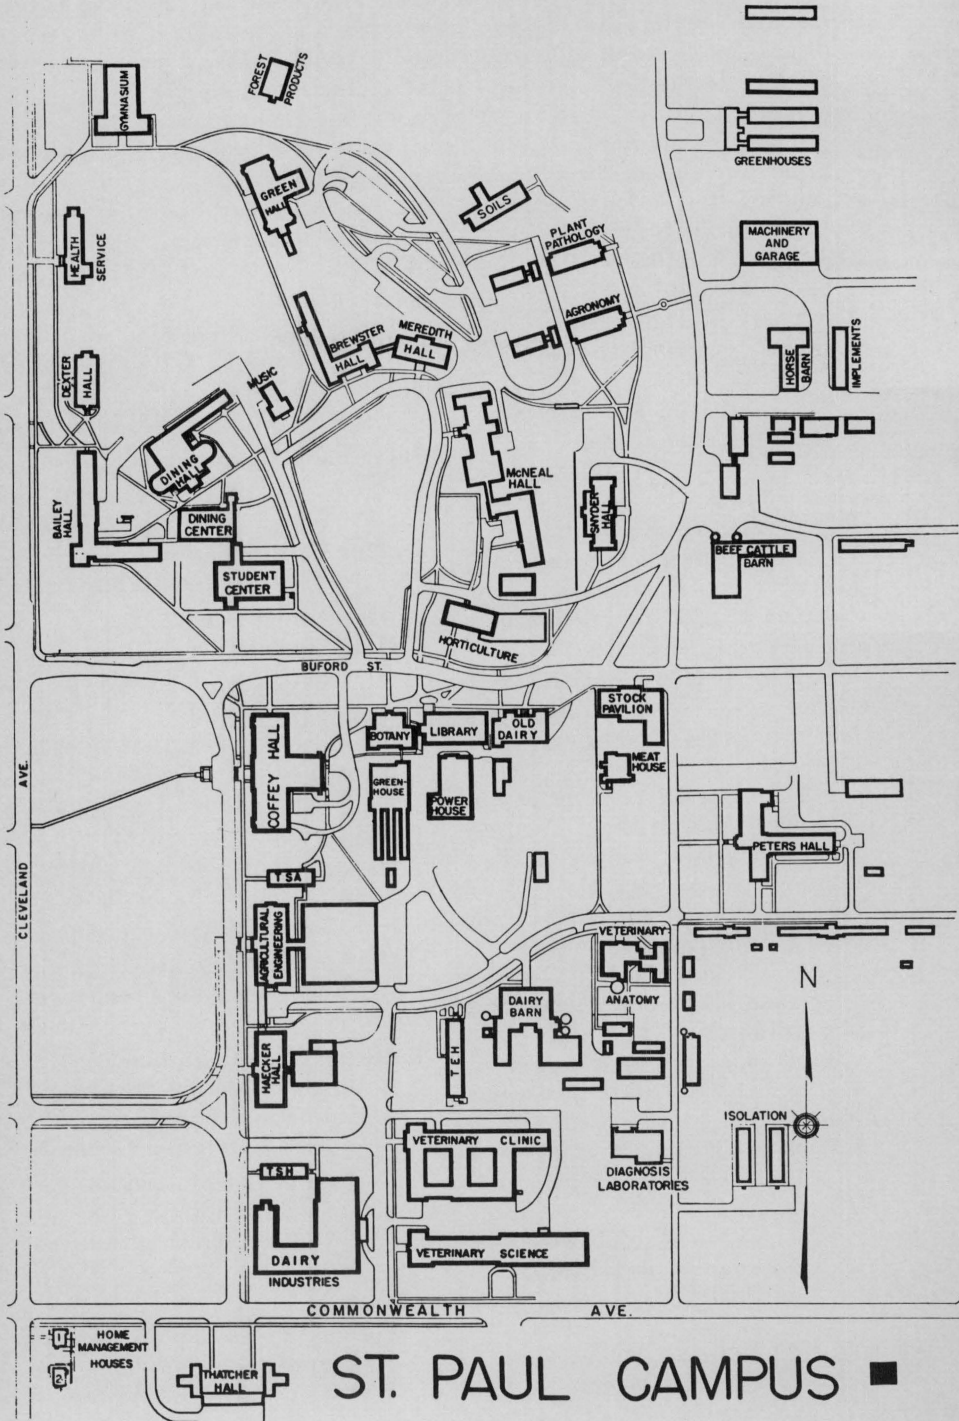 FOREST
PRODUCTS
GYMNASIUM
GREENHOUSES
GREEN
HALL
SOILS
PLANT
PATHOLOGY
MACHINERY
AND
GARAGE
HEALTH
SERVICE
AGRONOMY
BREWSTER
HALL
MEREDITH
HALL
HORSE
BARN
IMPLEMENTS
DEXTER
HALL
MUSIC
DINING
HALL
McNEAL
HALL
BAILEY
HALL
DINING
CENTER
SNYDER
HALL
BEEF CATTLE
BARN
STUDENT
CENTER
HORTICULTURE
BUFORD ST.
STOCK
PAVILION
COFFEY HALL
BOTANY
LIBRARY
OLD
DAIRY
MEAT
HOUSE
GREEN-
HOUSE
POWER
HOUSE
CLEVELAND AVE.
PETERS HALL
TSA
AGRICULTURAL
ENGINEERING
VETERINARY
ANATOMY
N
DAIRY
BARN
HAECKER
HALL
TEH
ISOLATION
VETERINARY CLINIC
DIAGNOSIS
LABORATORIES
TSH
DAIRY
INDUSTRIES
VETERINARY SCIENCE
COMMONWEALTH AVE.
1
2
HOME
MANAGEMENT
HOUSES
THATCHER
HALL
ST. PAUL CAMPUS